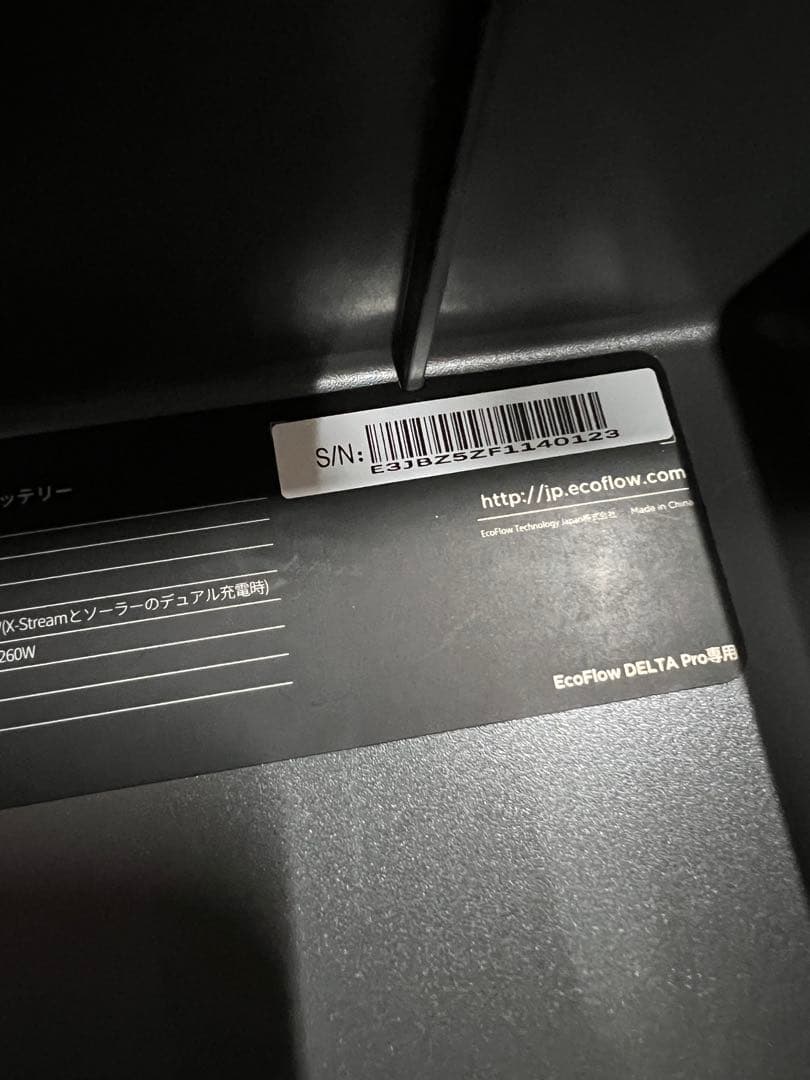 S/N:
E3JBZ5ZF1140123
ッテリー
http://jp.ecoflow.com
EcoFlow Technology Japan株式会社 Made in China
(X-Streamとソーラーのデュアル充電時)
260W
EcoFlow DELTA Pro専用